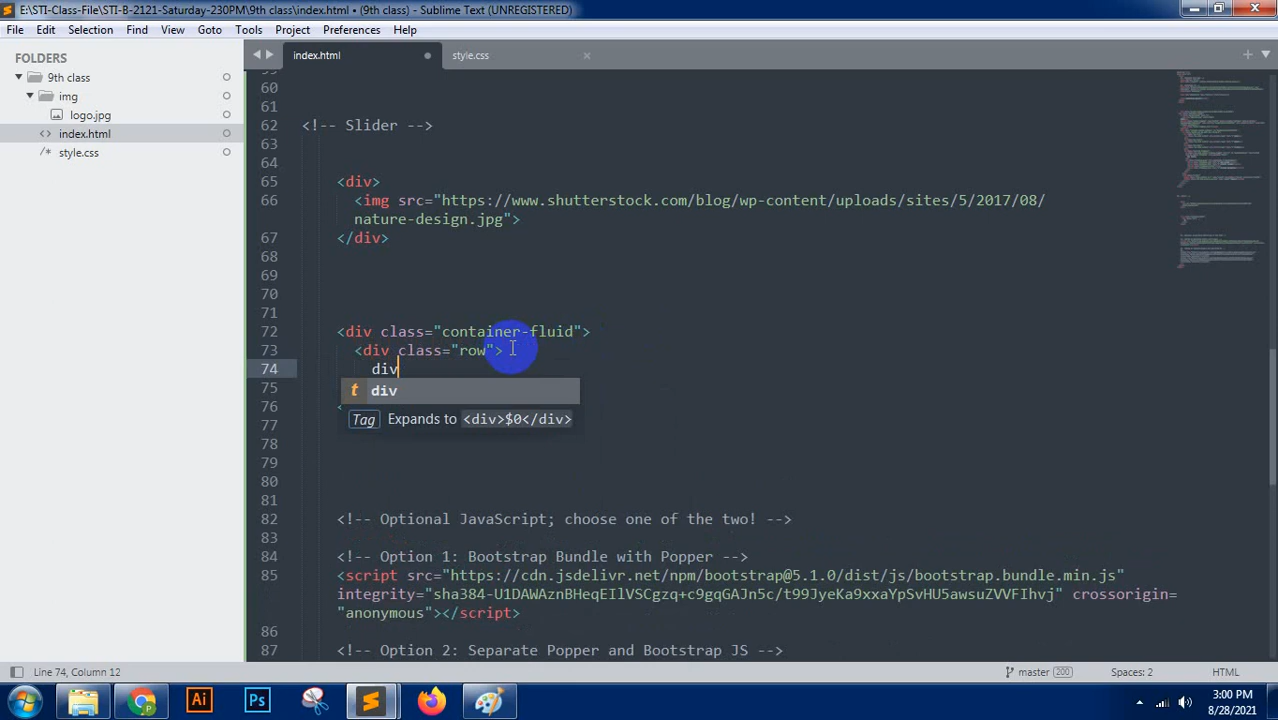 E:\STI-Class-File\STI-B-2121-Saturday-230PM\9th class\index.html • (9th class) - Sublime Text (UNREGISTERED)
File Edit Selection Find View Goto Tools Project Preferences Help
FOLDERS
9th class
img
logo.jpg
index.html
style.css
index.html
style.css
60
61
62 <!-- Slider -->
63
64
65 <div>
66 <img src="https://www.shutterstock.com/blog/wp-content/uploads/sites/5/2017/08/
nature-design.jpg">
67 </div>
68
69
70
71
72 <div class="container-fluid">
73 <div class="row">
74 div
75
76 <
77
78
79
80
81
82 <!-- Optional JavaScript; choose one of the two! -->
83
84 <!-- Option 1: Bootstrap Bundle with Popper -->
85 <script src="https://cdn.jsdelivr.net/npm/bootstrap@5.1.0/dist/js/bootstrap.bundle.min.js"
integrity="sha384-U1DAWAznBHeqEIlVSCgzq+c9gqGAJn5c/t99JyeKa9xxaYpSvHU5awsuZVVFIhvj" crossorigin=
"anonymous"></script>
86
87 <!-- Option 2: Separate Popper and Bootstrap JS -->
t div
Tag Expands to <div>$0</div>
Line 74, Column 12
master 200
Spaces: 2
HTML
Ai
Ps
3:00 PM
8/28/2021